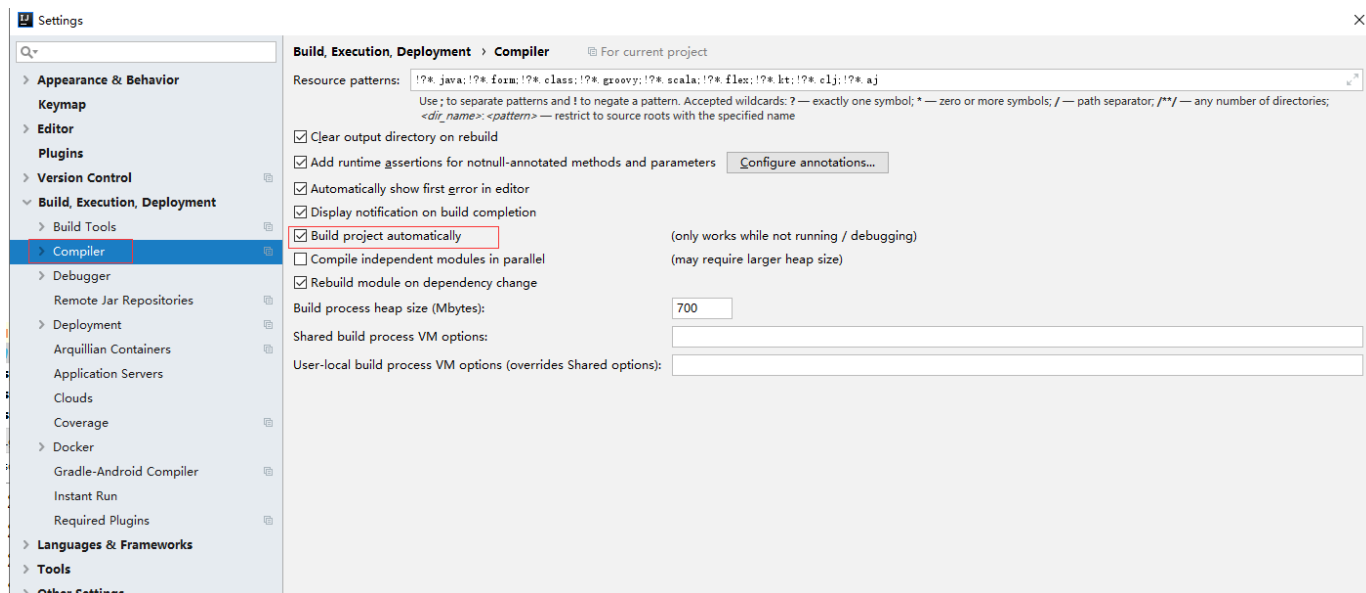 Settings
Appearance & Behavior
Keymap
Editor
Plugins
Version Control
Build, Execution, Deployment
Build Tools
Compiler
Debugger
Remote Jar Repositories
Deployment
Arquillian Containers
Application Servers
Clouds
Coverage
Docker
Gradle-Android Compiler
Instant Run
Required Plugins
Languages & Frameworks
Tools
Other Settings
Build, Execution, Deployment › Compiler For current project
Resource patterns: !?*.java;!?*.form;!?*.class;!?*.groovy;!?*.scala;!?*.flex;!?*.kt;!?*.clj;!?*.aj
Use ; to separate patterns and ! to negate a pattern. Accepted wildcards: ? — exactly one symbol; * — zero or more symbols; / — path separator; /**/ — any number of directories;
<dir_name>:<pattern> — restrict to source roots with the specified name
Clear output directory on rebuild
Add runtime assertions for notnull-annotated methods and parameters Configure annotations...
Automatically show first error in editor
Display notification on build completion
Build project automatically (only works while not running / debugging)
Compile independent modules in parallel (may require larger heap size)
Rebuild module on dependency change
Build process heap size (Mbytes): 700
Shared build process VM options:
User-local build process VM options (overrides Shared options):